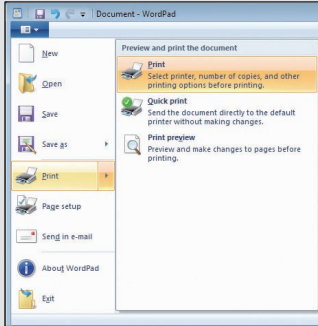 Document - WordPad
New
Open
Save
Save as
Print
Page setup
Send in e-mail
About WordPad
Exit
Preview and print the document
Print
Select printer, number of copies, and other
printing options before printing.
Quick print
Send the document directly to the default
printer without making changes.
Print preview
Preview and make changes to pages before
printing.